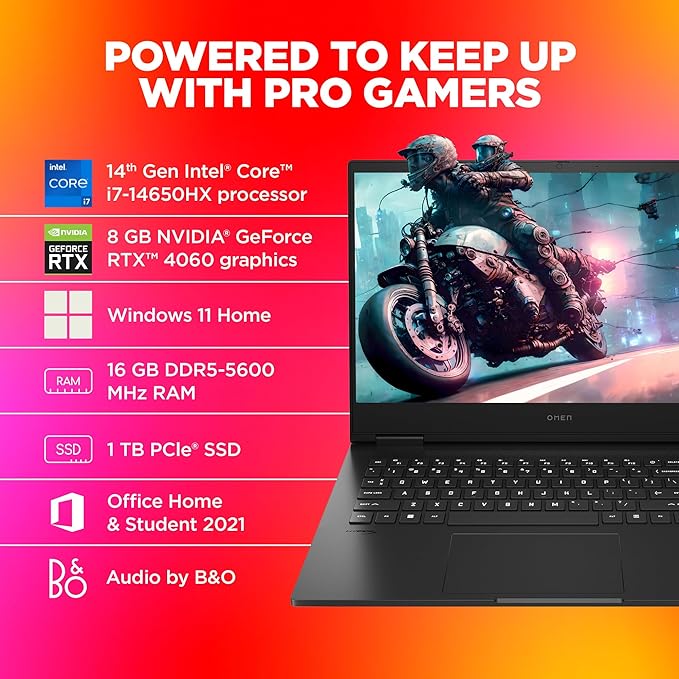 POWERED TO KEEP UP
WITH PRO GAMERS
intel.
CORE
i7
14th Gen Intel® Core™
i7-14650HX processor
NVIDIA
GEFORCE
RTX
8 GB NVIDIA® GeForce
RTX™ 4060 graphics
Windows 11 Home
RAM
16 GB DDR5-5600
MHz RAM
SSD
1 TB PCIe® SSD
Office Home
& Student 2021
B&O
Audio by B&O
OMEN